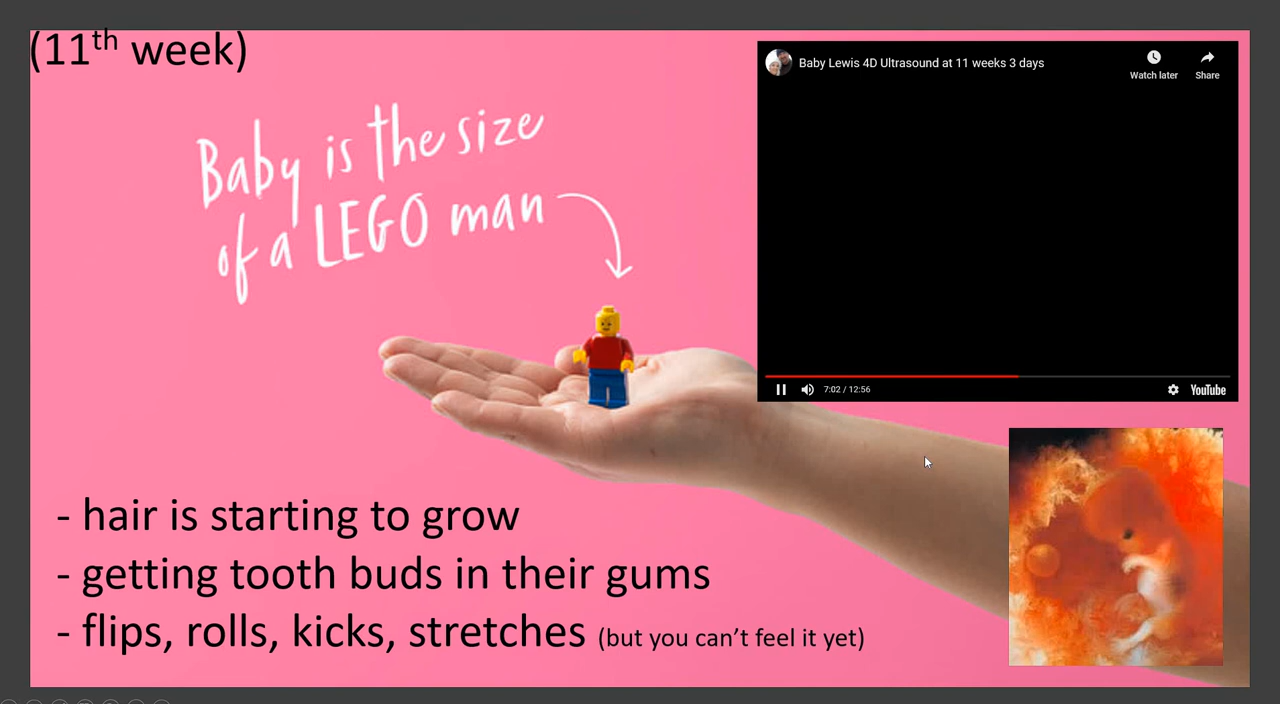 (11th week)
Baby is the size
of a LEGO man
Baby Lewis 4D Ultrasound at 11 weeks 3 days
Watch later
Share
7:02 / 12:56
YouTube
- hair is starting to grow
- getting tooth buds in their gums
- flips, rolls, kicks, stretches (but you can’t feel it yet)